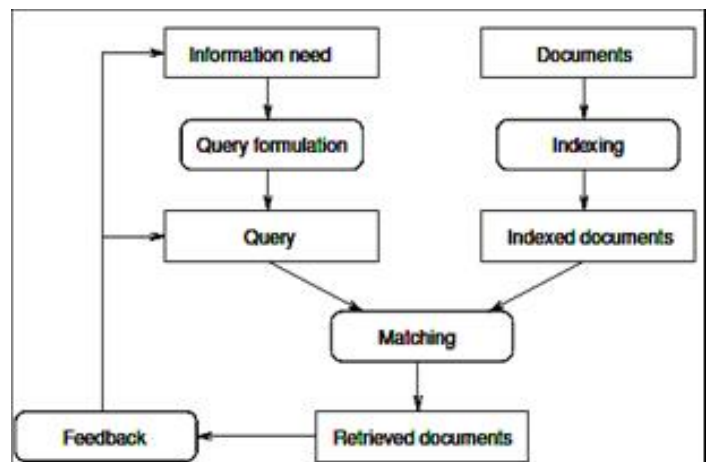 Information need
Documents
Query formulation
Indexing
Query
Indexed documents
Matching
Feedback
Retrieved documents